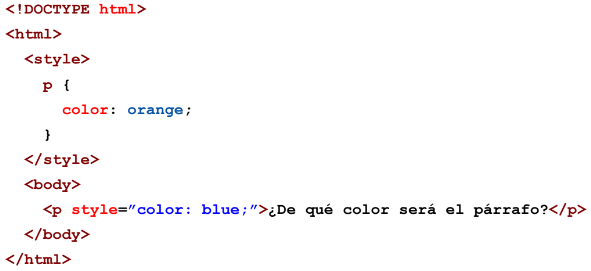 <!DOCTYPE html>
<html>
<style>
p {
color: orange;
}
</style>
<body>
<p style=”color: blue;”>¿De qué color será el párrafo?</p>
</body>
</html>